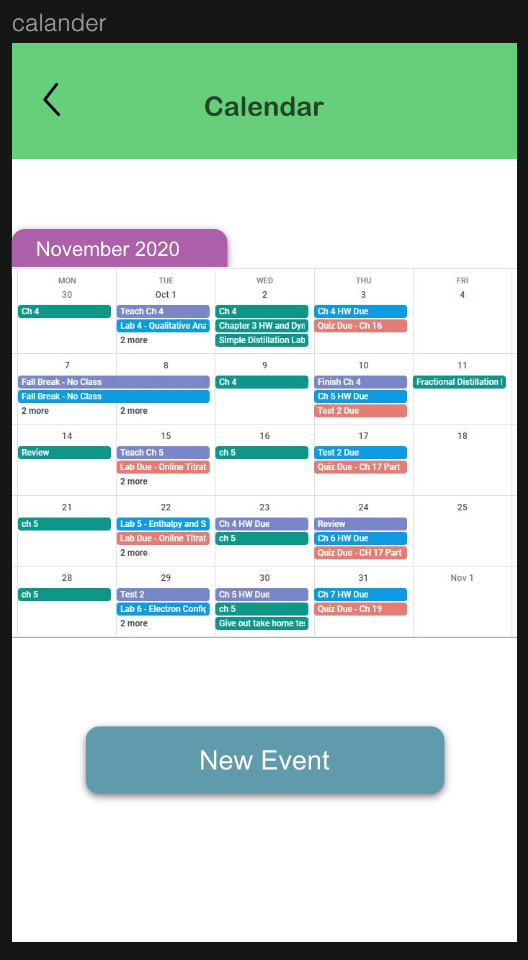 calander
Calendar
November 2020
MON TUE WED THU FRI
30 Oct 1 2 3 4
Ch 4 Teach Ch 4 Ch 4 Ch 4 HW Due
Lab 4 - Qualitative Ana Chapter 3 HW and Dyn Quiz Due - Ch 16
2 more Simple Distillation Lab
7 8 9 10 11
Fall Break - No Class Ch 4 Finish Ch 4 Fractional Distillation
Fall Break - No Class Ch 5 HW Due
2 more 2 more Test 2 Due
14 15 16 17 18
Review Teach Ch 5 ch 5 Test 2 Due
Lab Due - Online Titrat Quiz Due - Ch 17 Part
2 more
21 22 23 24 25
ch 5 Lab 5 - Enthalpy and S Ch 4 HW Due Review
Lab Due - Online Titrat ch 5 Ch 6 HW Due
2 more Quiz Due - CH 17 Part
28 29 30 31 Nov 1
ch 5 Test 2 Ch 5 HW Due Ch 7 HW Due
Lab 6 - Electron Config ch 5 Quiz Due - Ch 19
2 more Give out take home tes
New Event